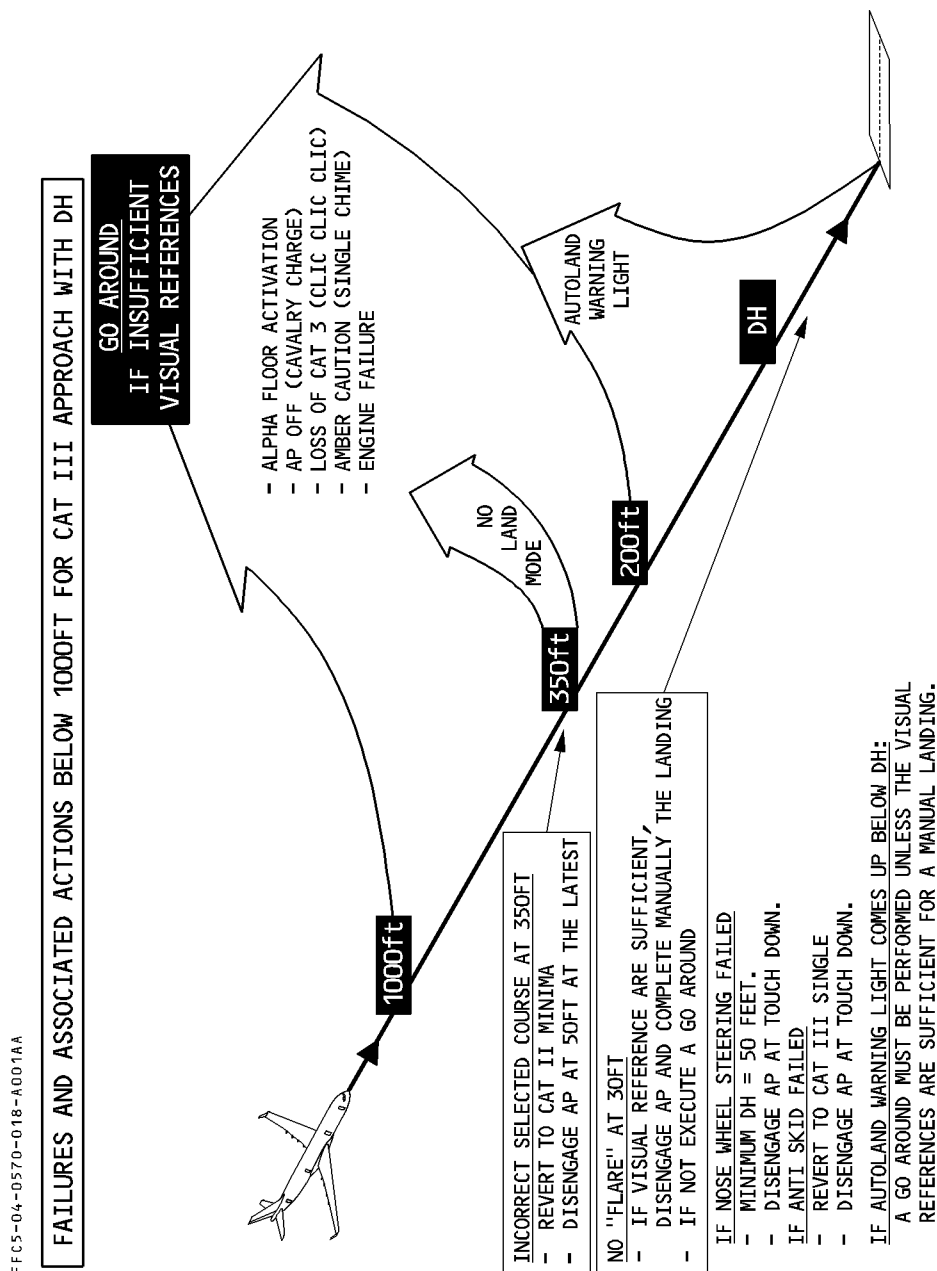 FFC5-04-0570-018-A001AA
FAILURES AND ASSOCIATED ACTIONS BELOW 1000FT FOR CAT III APPROACH WITH DH
GO AROUND
IF INSUFFICIENT
VISUAL REFERENCES
- ALPHA FLOOR ACTIVATION
- AP OFF (CAVALRY CHARGE)
- LOSS OF CAT 3 (CLIC CLIC CLIC)
- AMBER CAUTION (SINGLE CHIME)
- ENGINE FAILURE
1000ft
NO
LAND
MODE
350ft
AUTOLAND
WARNING
LIGHT
200ft
DH
INCORRECT SELECTED COURSE AT 350FT
- REVERT TO CAT II MINIMA
- DISENGAGE AP AT 50FT AT THE LATEST
NO "FLARE" AT 30FT
- IF VISUAL REFERENCE ARE SUFFICIENT,
DISENGAGE AP AND COMPLETE MANUALLY THE LANDING
- IF NOT EXECUTE A GO AROUND
IF NOSE WHEEL STEERING FAILED
- MINIMUM DH = 50 FEET.
- DISENGAGE AP AT TOUCH DOWN.
IF ANTI SKID FAILED
- REVERT TO CAT III SINGLE
- DISENGAGE AP AT TOUCH DOWN.
IF AUTOLAND WARNING LIGHT COMES UP BELOW DH:
A GO AROUND MUST BE PERFORMED UNLESS THE VISUAL
REFERENCES ARE SUFFICIENT FOR A MANUAL LANDING.